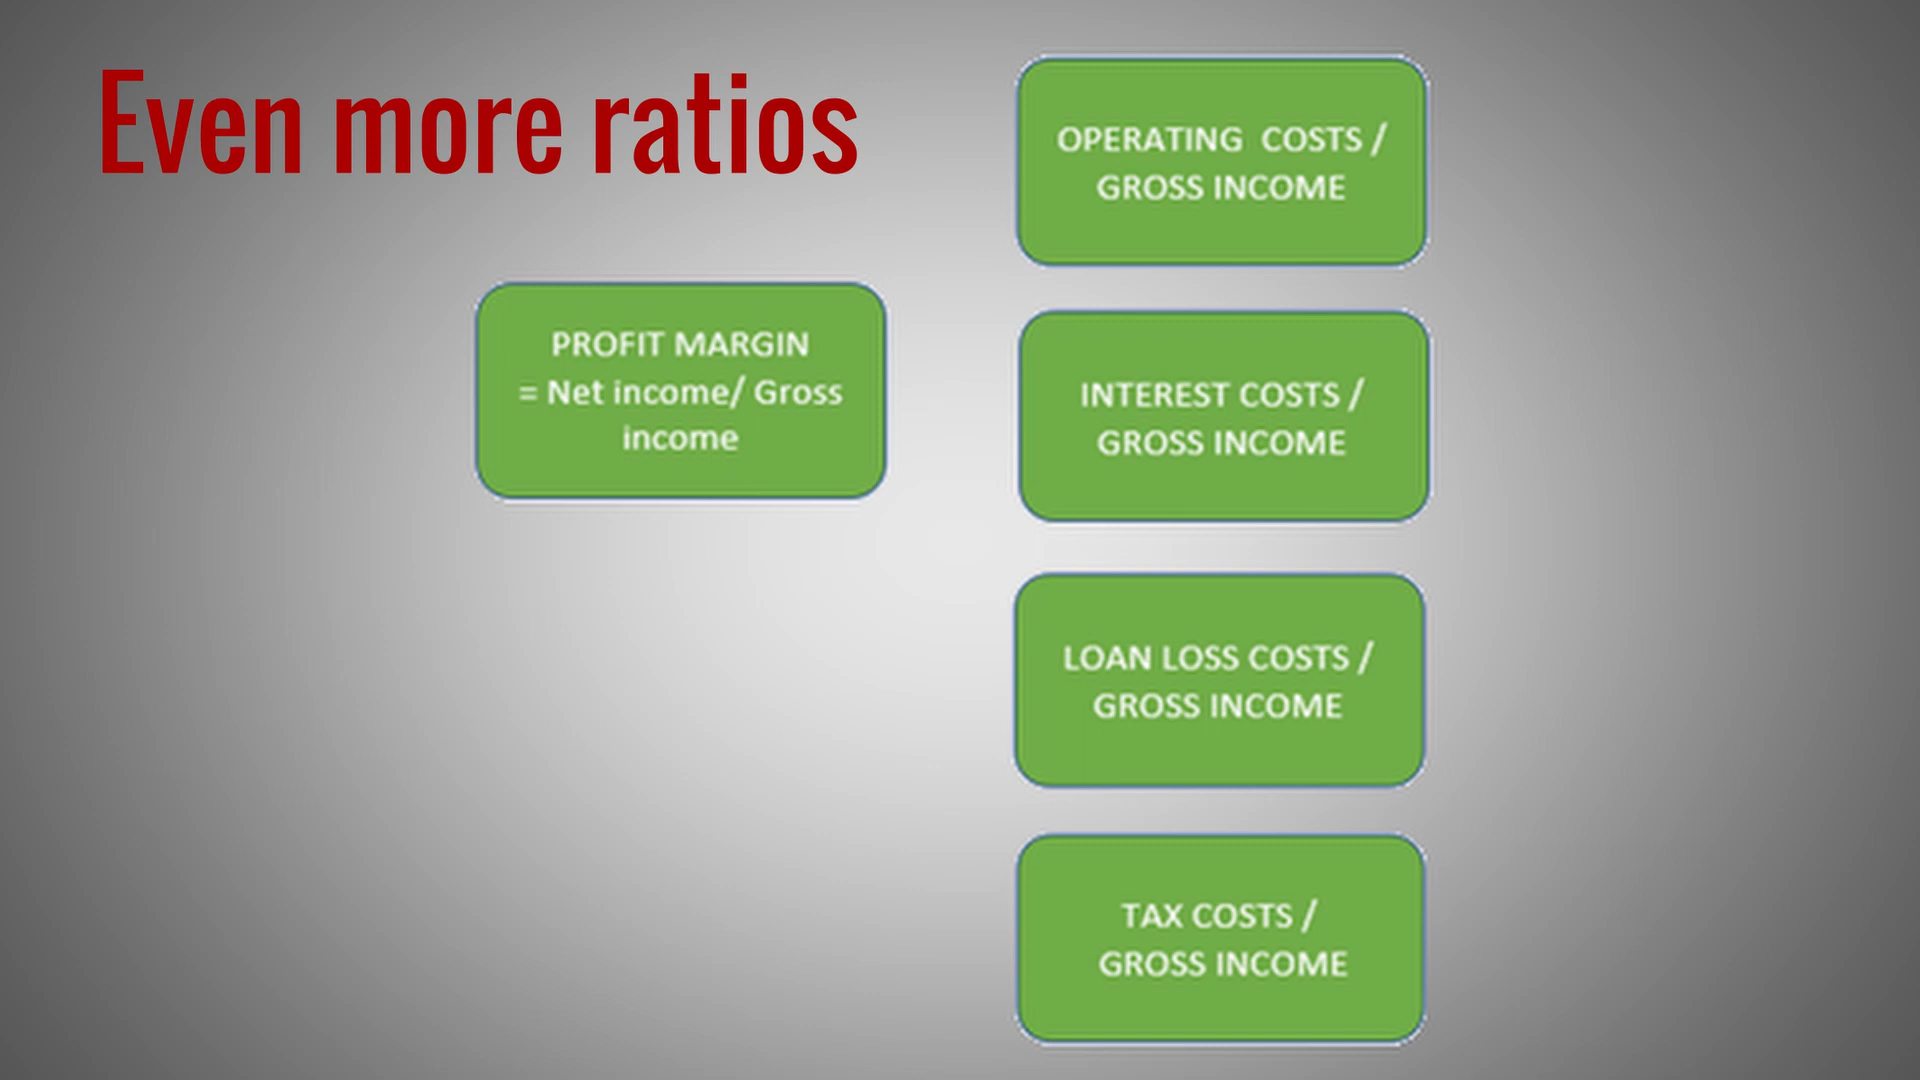 Even more ratios
PROFIT MARGIN
= Net income/ Gross
income
OPERATING  COSTS /
GROSS INCOME
INTEREST COSTS /
GROSS INCOME
LOAN LOSS COSTS /
GROSS INCOME
TAX COSTS /
GROSS INCOME